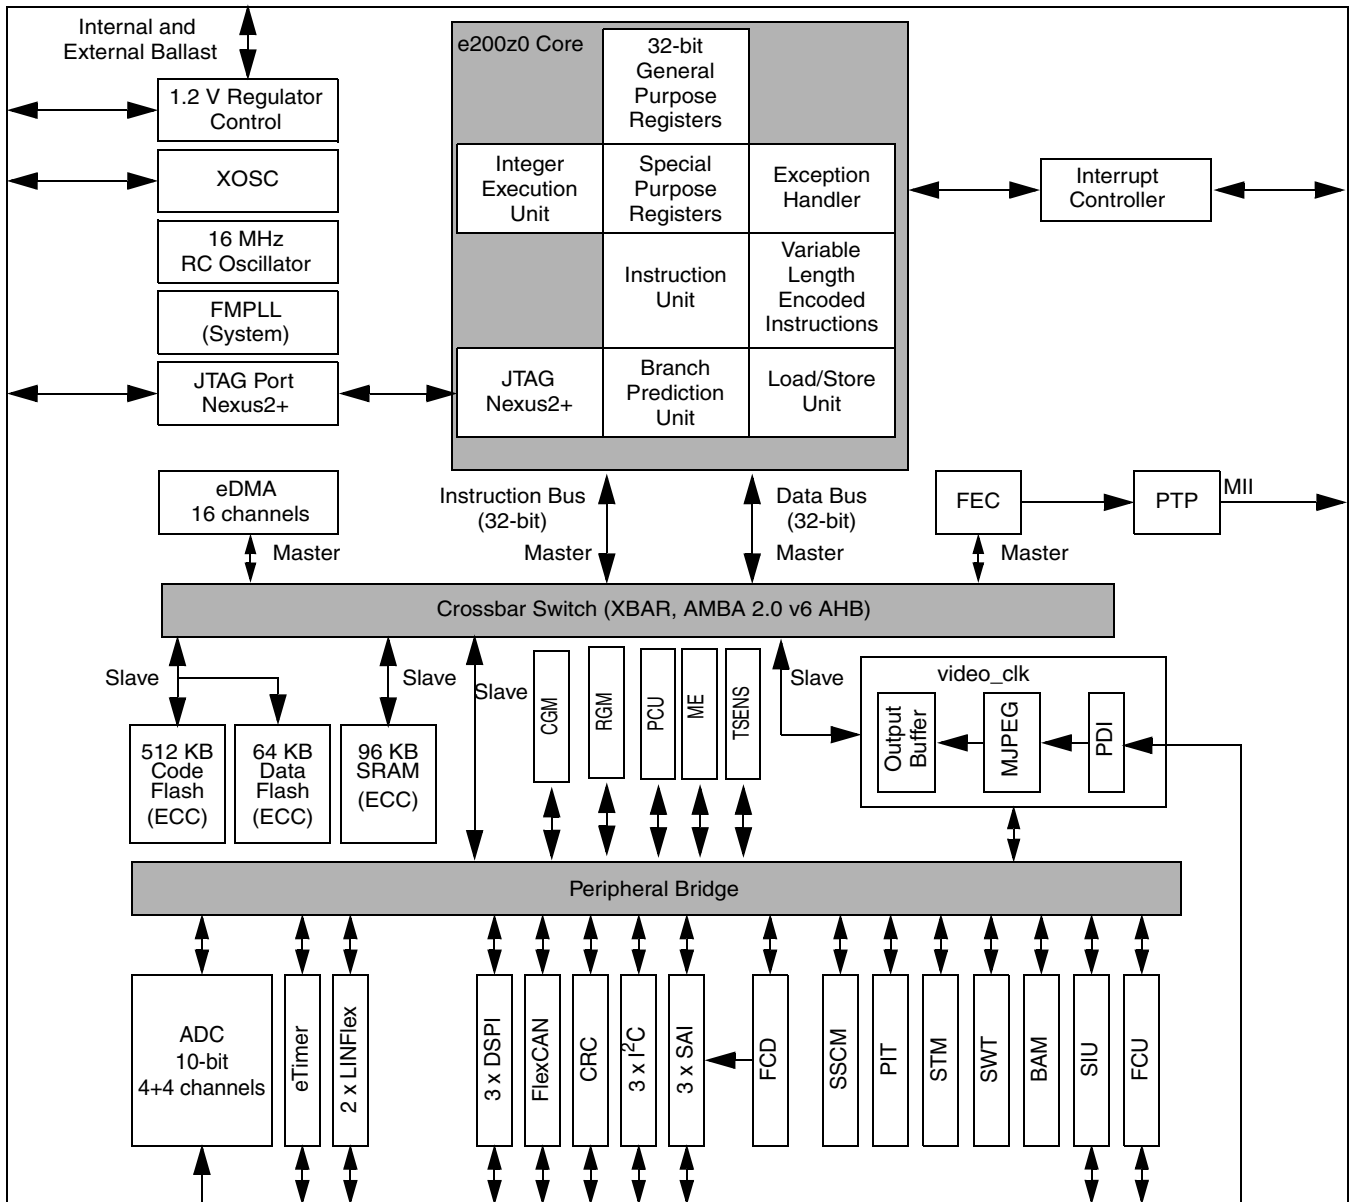 Internal and
External Ballast
1.2 V Regulator
Control
XOSC
16 MHz
RC Oscillator
FMPLL
(System)
JTAG Port
Nexus2+
e200z0 Core
32-bit
General
Purpose
Registers
Integer
Execution
Unit
Special
Purpose
Registers
Exception
Handler
Instruction
Unit
Variable
Length
Encoded
Instructions
JTAG
Nexus2+
Branch
Prediction
Unit
Load/Store
Unit
Interrupt
Controller
eDMA
16 channels
Master
Instruction Bus
(32-bit)
Master
Data Bus
(32-bit)
Master
FEC
Master
PTP
MII
Crossbar Switch (XBAR, AMBA 2.0 v6 AHB)
Slave
Slave
Slave
Slave
512 KB
Code
Flash
(ECC)
64 KB
Data
Flash
(ECC)
96 KB
SRAM
(ECC)
CGM
RGM
PCU
ME
TSENS
video_clk
Output
Buffer
MJPEG
PDI
Peripheral Bridge
ADC
10-bit
4+4 channels
eTimer
2 x LINFlex
3 x DSPI
FlexCAN
CRC
3 x I²C
3 x SAI
FCD
SSCM
PIT
STM
SWT
BAM
SIU
FCU